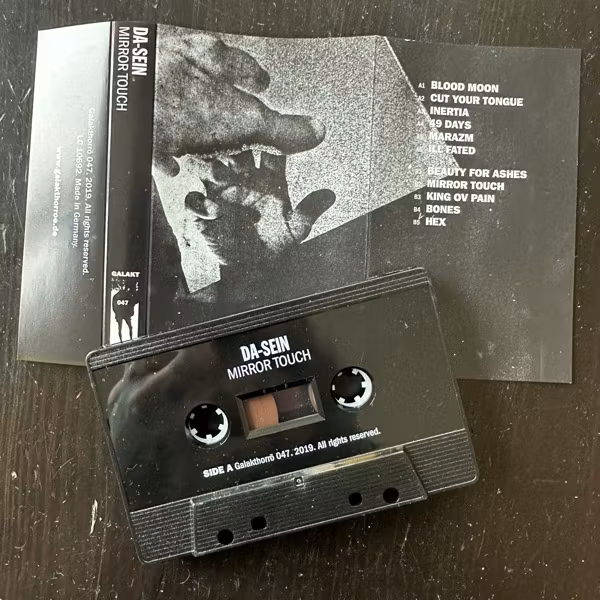 DA-SEIN
MIRROR TOUCH
Galakthorrö 047. 2019. All rights reserved.
LC 10692. Made in Germany.
www.galakthorroe.de
GALAKT
047
A1 BLOOD MOON
A2 CUT YOUR TONGUE
A3 INERTIA
49 DAYS
MARAZM
ILL FATED
BEAUTY FOR ASHES
MIRROR TOUCH
B3 KING OV PAIN
B4 BONES
B5 HEX
DA-SEIN
MIRROR TOUCH
SIDE A Galakthorrö 047. 2019. All rights reserved.